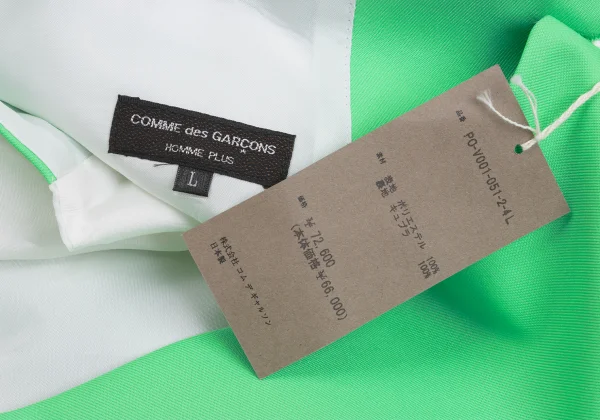 COMME des GARÇONS
HOMME PLUS
L
品番
PO-V001-051-2-4L
素材
表地 ポリエステル 100%
裏地 キュプラ 100%
価格
¥ 72,600
(本体価格 ¥66,000)
株式会社 コム デ ギャルソン
日本製